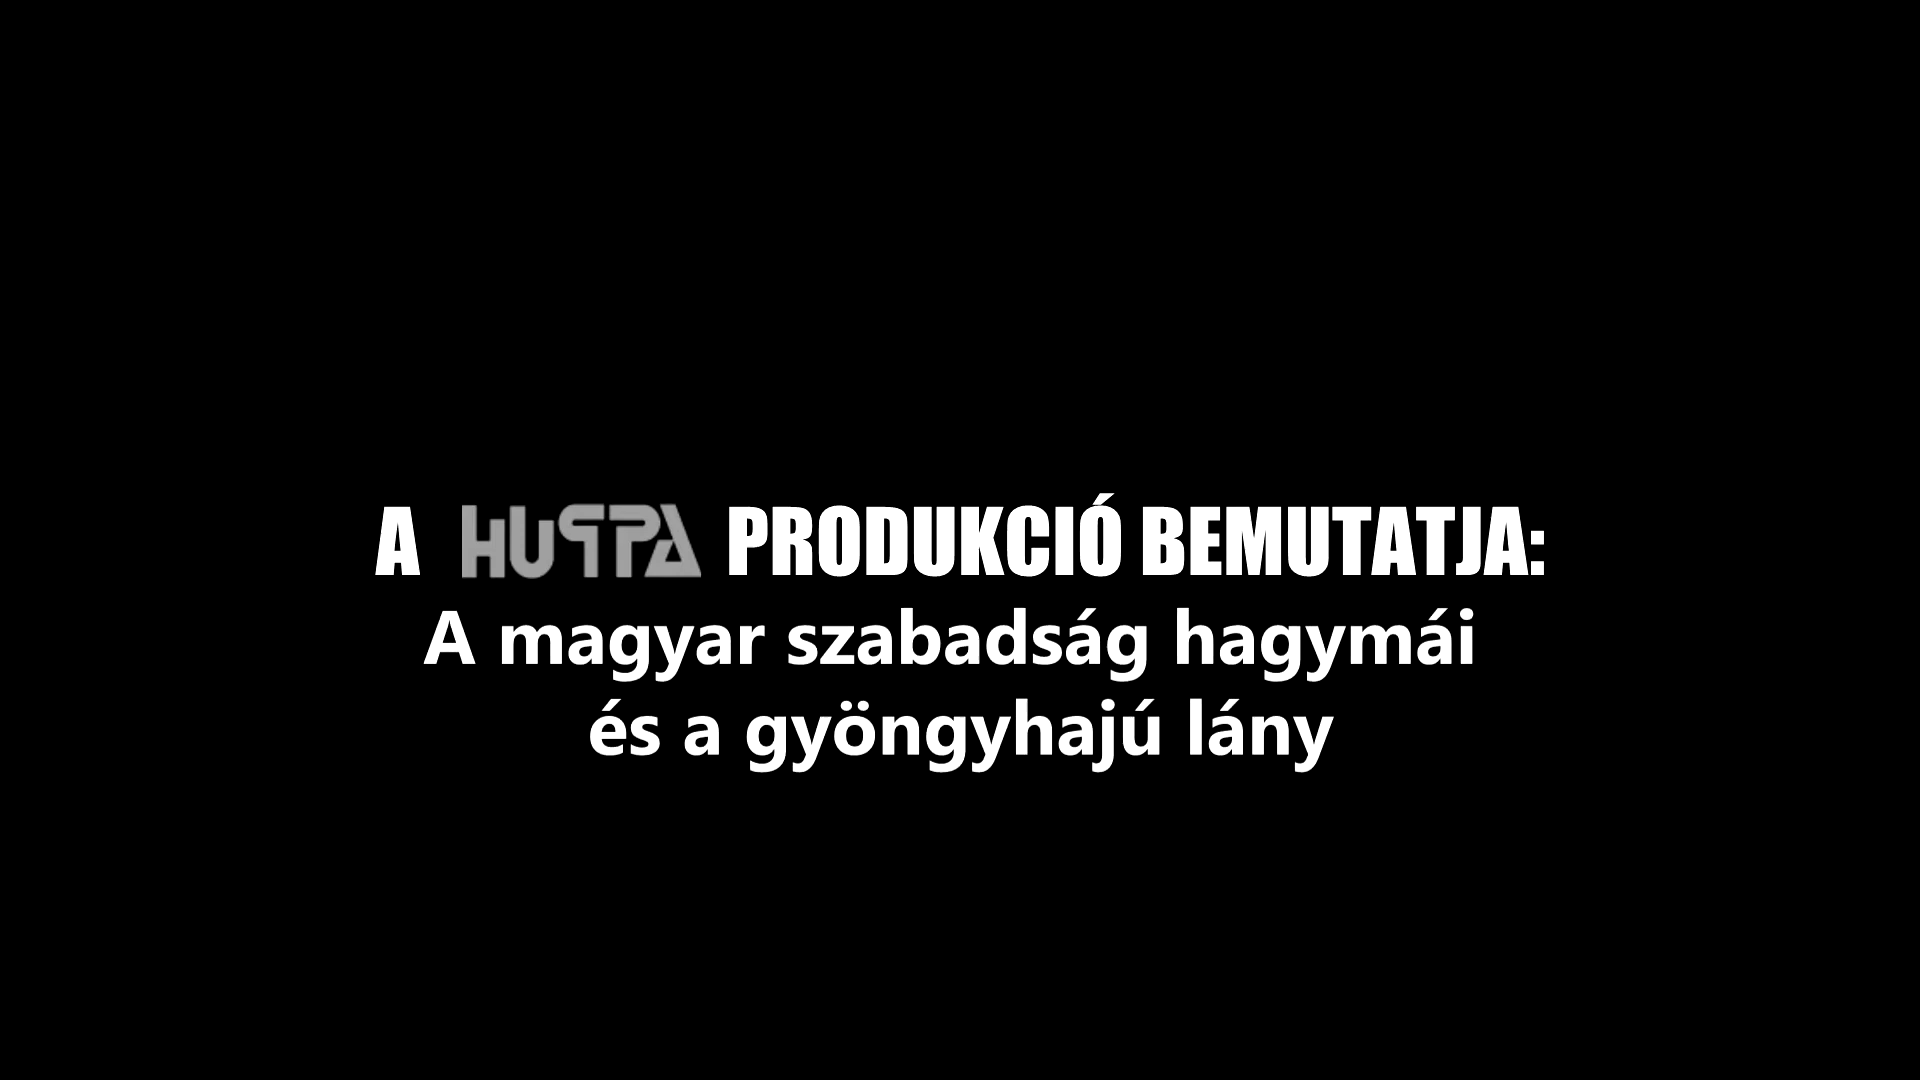 A HUPPA PRODUKCIÓ BEMUTATJA:
A magyar szabadság hagymái
és a gyöngyhajú lány